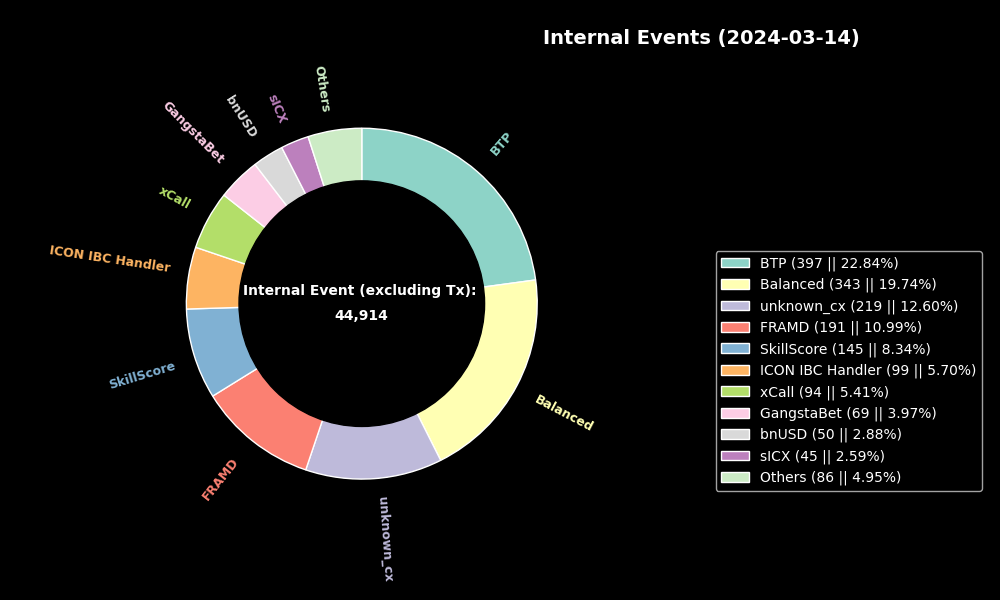 Internal Events (2024-03-14)
Others
sICX
bnUSD
GangstaBet
BTP
xCall
ICON IBC Handler
Internal Event (excluding Tx):
44,914
SkillScore
Balanced
FRAMD
unknown_cx
BTP (397 || 22.84%)
Balanced (343 || 19.74%)
unknown_cx (219 || 12.60%)
FRAMD (191 || 10.99%)
SkillScore (145 || 8.34%)
ICON IBC Handler (99 || 5.70%)
xCall (94 || 5.41%)
GangstaBet (69 || 3.97%)
bnUSD (50 || 2.88%)
sICX (45 || 2.59%)
Others (86 || 4.95%)